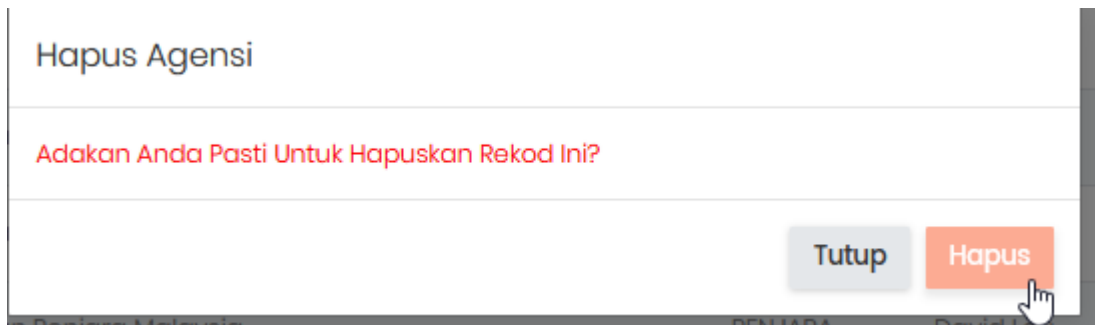 Hapus Agensi
Adakan Anda Pasti Untuk Hapuskan Rekod Ini?
Tutup Hapus